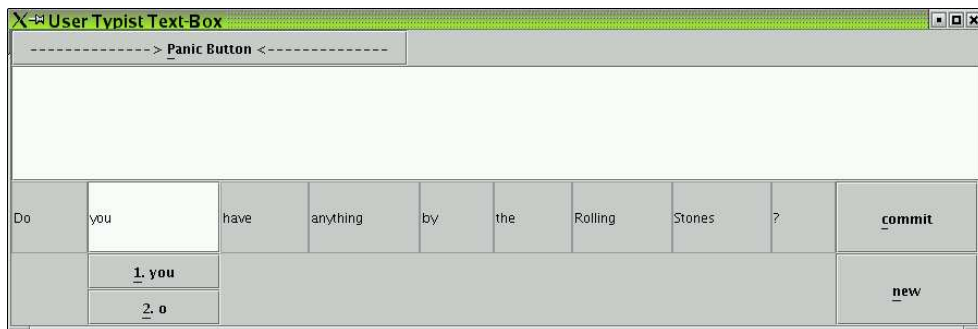 User Typist Text-Box
---------------> Panic Button <---------------
Do you have anything by the Rolling Stones ? commit
1. you
2. o
new